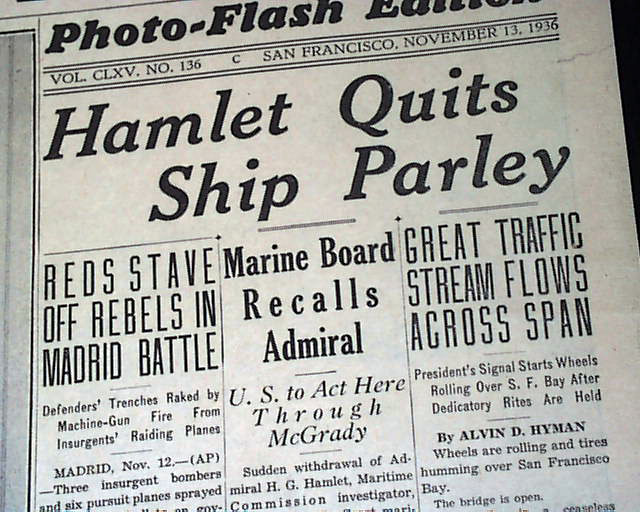 Photo-Flash Edition
VOL. CLXV. NO. 136 C SAN FRANCISCO, NOVEMBER 13, 1936
Hamlet Quits
Ship Parley
REDS STAVE
OFF REBELS IN
MADRID BATTLE
Defenders' Trenches Raked by
Machine-Gun Fire From
Insurgents' Raiding Planes
MADRID, Nov. 12.—(AP)
—Three insurgent bombers
and six pursuit planes sprayed
Marine Board
Recalls
Admiral
U. S. to Act Here
Through
McGrady
Sudden withdrawal of Ad-
miral H. G. Hamlet, Maritime
Commission investigator,
GREAT TRAFFIC
STREAM FLOWS
ACROSS SPAN
President's Signal Starts Wheels
Rolling Over S. F. Bay After
Dedicatory Rites Are Held
By ALVIN D. HYMAN
Wheels are rolling and tires
humming over San Francisco
Bay.
The bridge is open.
ceaseless